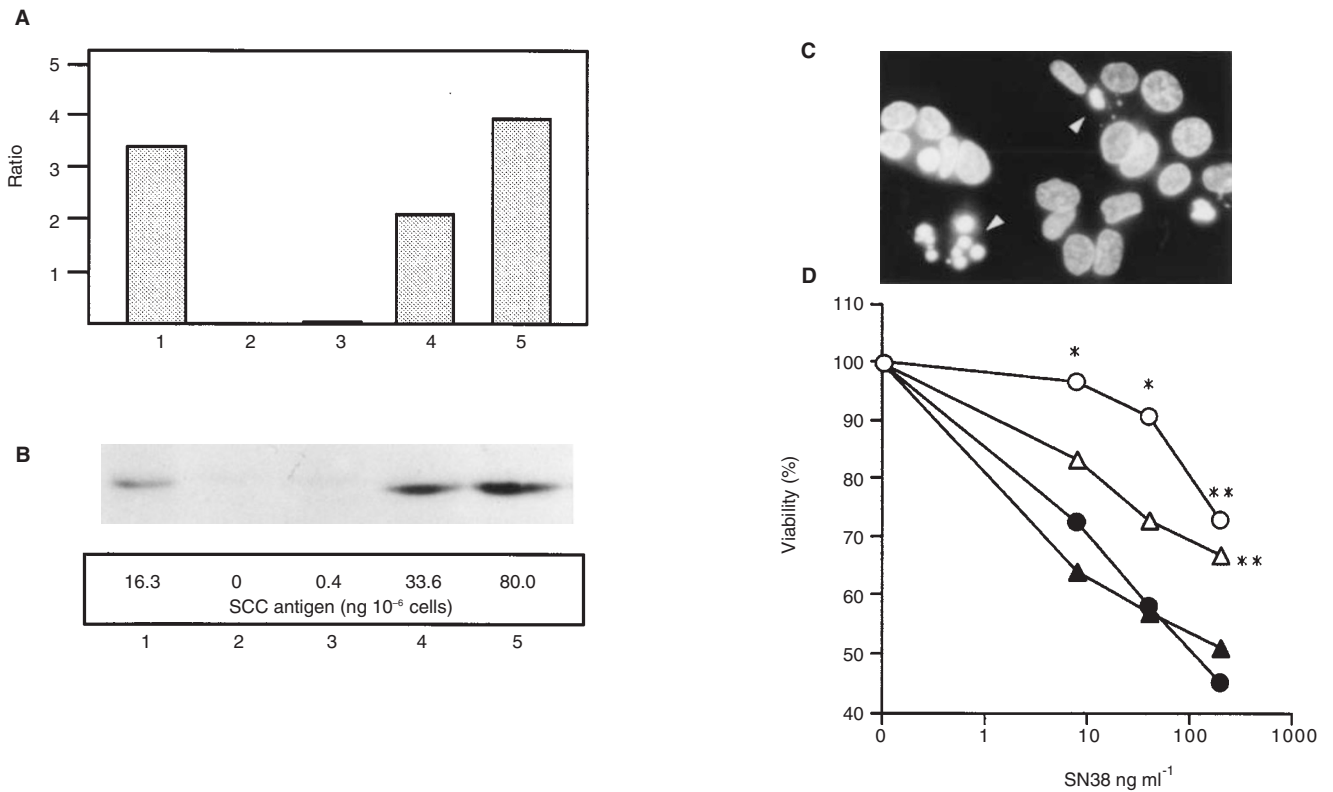 A
5
4
3
2
1
Ratio
1 2 3 4 5
B
16.3 0 0.4 33.6 80.0
SCC antigen (ng 10⁻⁶ cells)
1 2 3 4 5
C
D
110
100
90
80
70
60
50
40
Viability (%)
*
*
**
**
0 1 10 100 1000
SN38 ng ml⁻¹